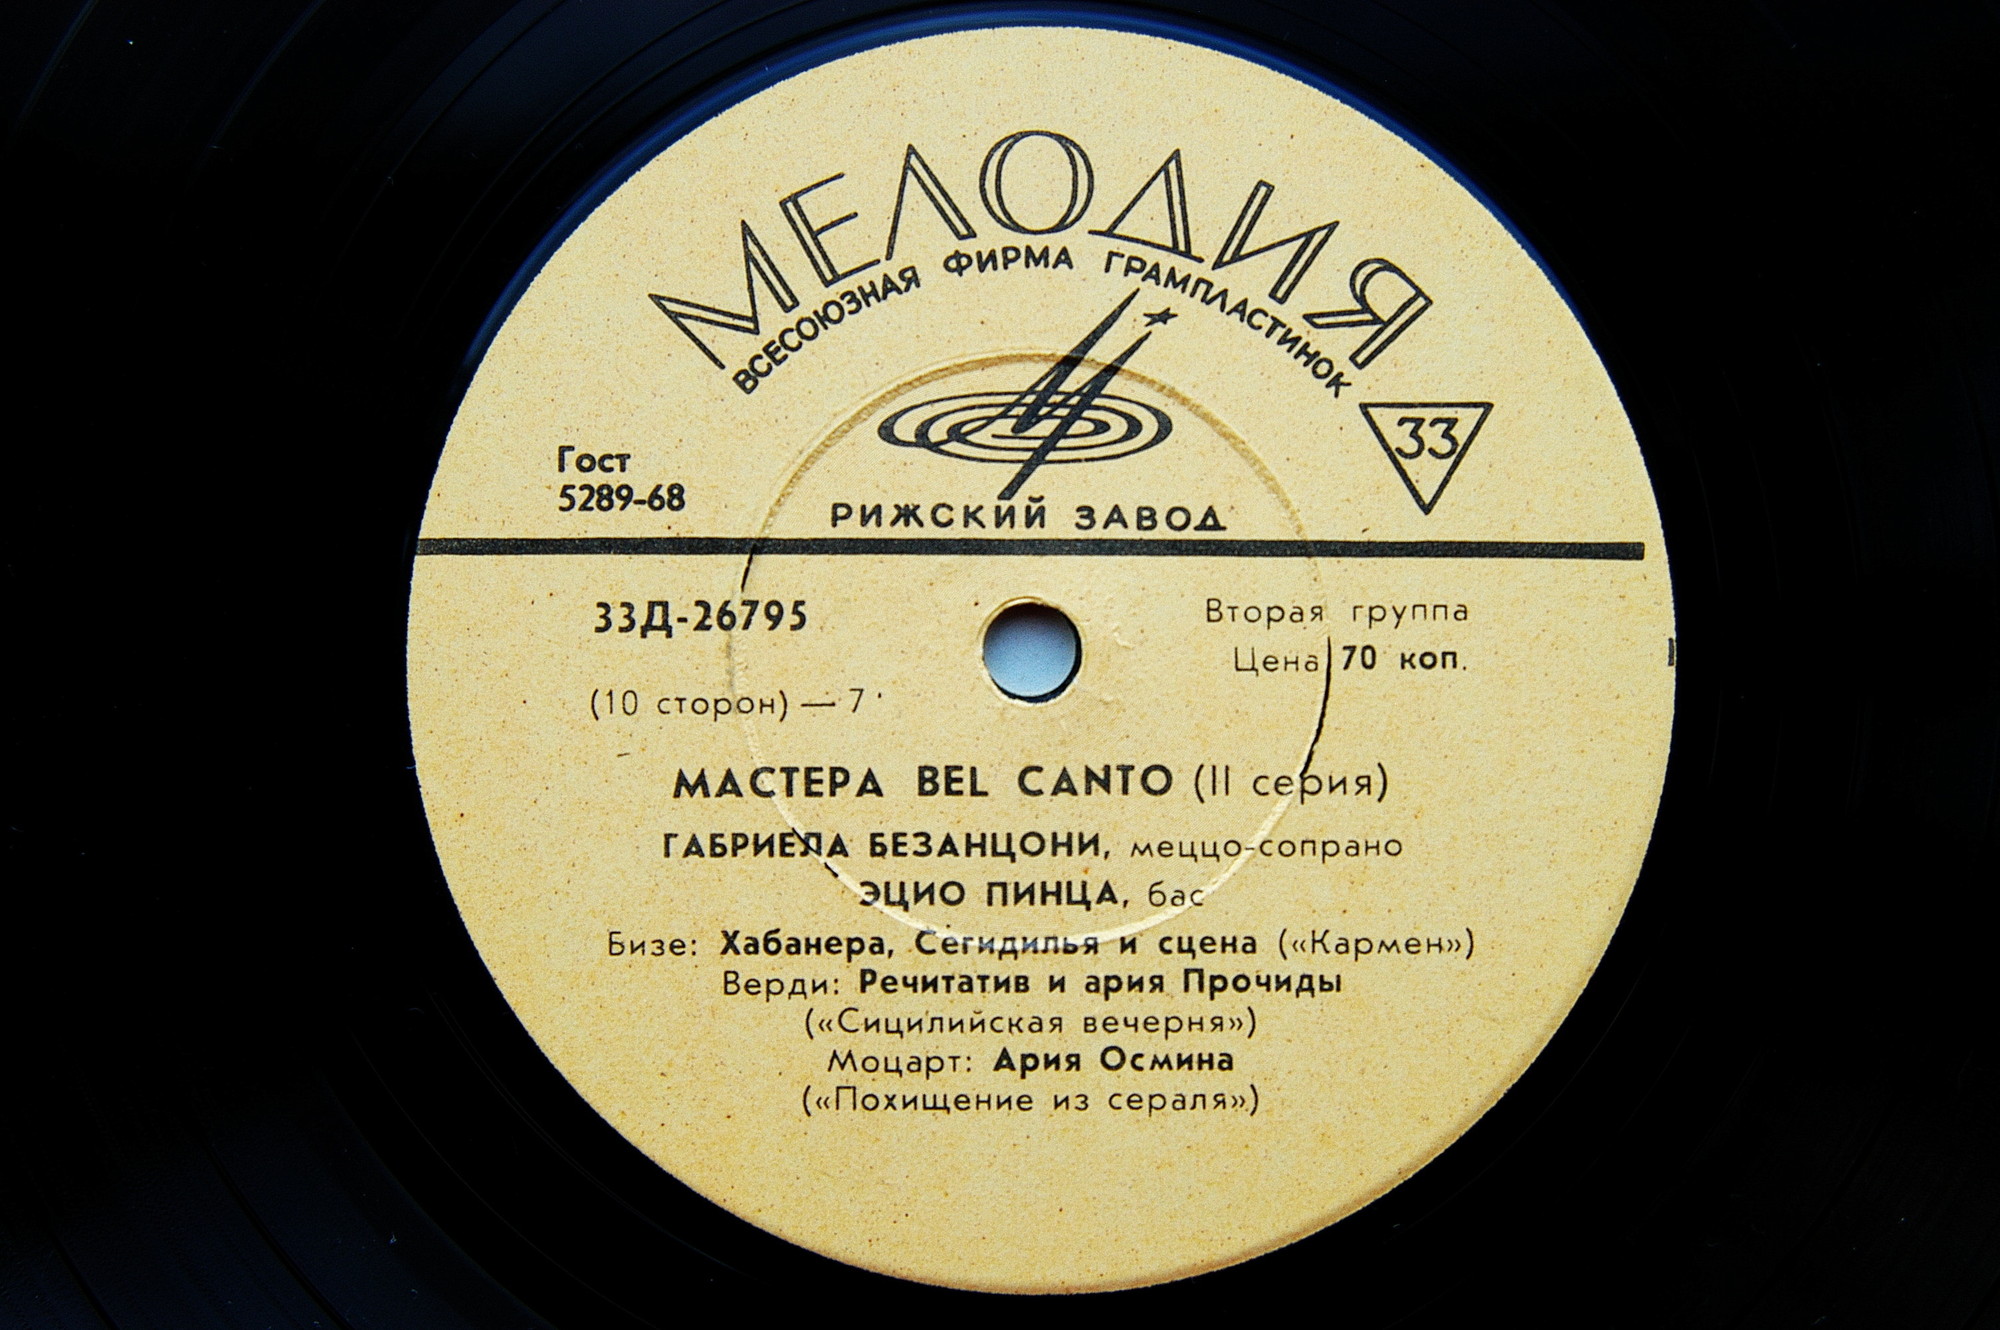 МЕЛОДИЯ
ВСЕСОЮЗНАЯ ФИРМА ГРАМПЛАСТИНОК
33
Гост
5289-68
РИЖСКИЙ ЗАВОД
33Д-26795
Вторая группа
Цена 70 коп.
(10 сторон) — 7
МАСТЕРА BEL CANTO (II серия)
ГАБРИЕЛА БЕЗАНЦОНИ, меццо-сопрано
ЭЦИО ПИНЦА, бас
Бизе: Хабанера, Сегидилья и сцена («Кармен»)
Верди: Речитатив и ария Прочиды
(«Сицилийская вечерня»)
Моцарт: Ария Осмина
(«Похищение из сераля»)